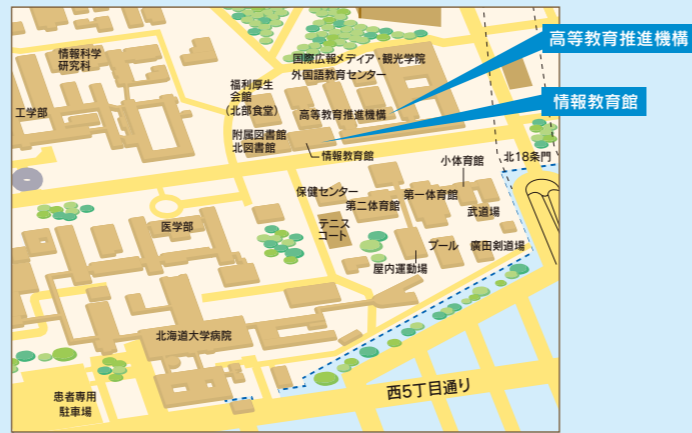 高等教育推進機構
情報教育館
情報科学
研究科
国際広報メディア・観光学院
外国語教育センター
福利厚生
会館
(北部食堂)
高等教育推進機構
工学部
附属図書館
北図書館
情報教育館
小体育館
北18条門
保健センター
第一体育館
第二体育館
武道場
テニス
コート
医学部
プール
廣田剣道場
屋内運動場
北海道大学病院
西5丁目通り
患者専用
駐車場